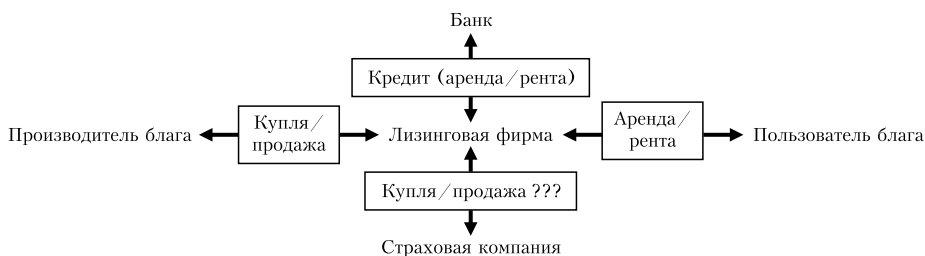 Банк
Кредит (аренда/рента)
Производитель блага
Купля/
продажа
Лизинговая фирма
Аренда/
рента
Пользователь блага
Купля/продажа ???
Страховая компания